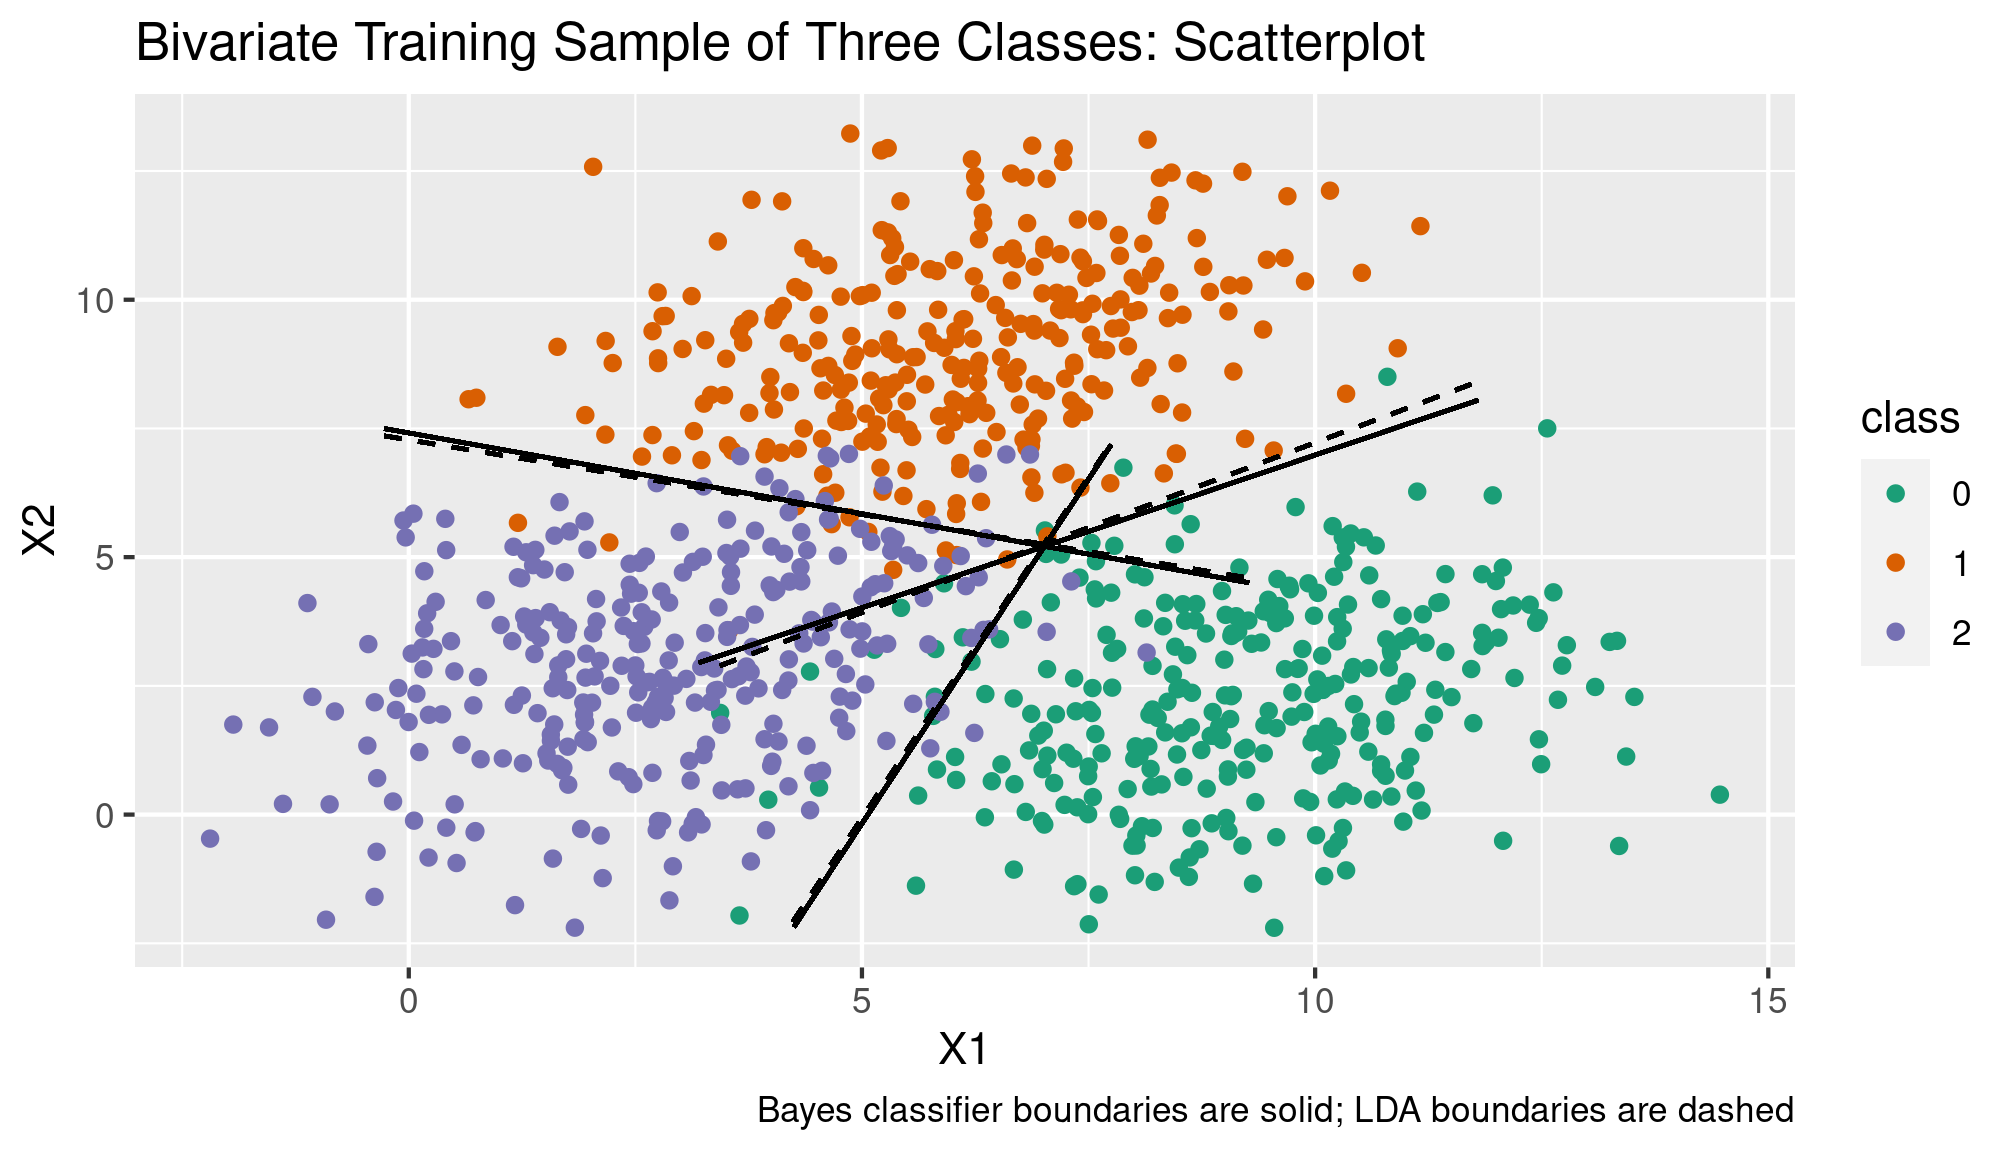 Bivariate Training Sample of Three Classes: Scatterplot
X2
10
5
0
0
5
10
15
X1
class
0
1
2
Bayes classifier boundaries are solid; LDA boundaries are dashed